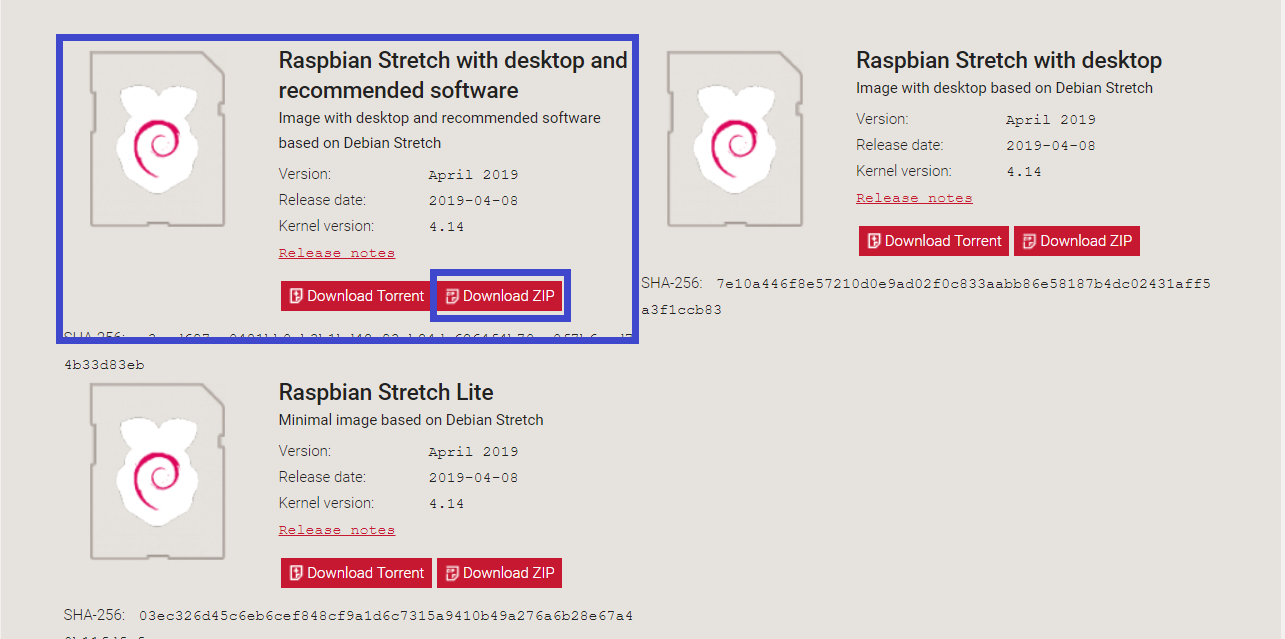 Raspbian Stretch with desktop and
recommended software
Image with desktop and recommended software
based on Debian Stretch
Version: April 2019
Release date: 2019-04-08
Kernel version: 4.14
Release notes
Download Torrent Download ZIP
SHA-256:
4b33d83eb
Raspbian Stretch with desktop
Image with desktop based on Debian Stretch
Version: April 2019
Release date: 2019-04-08
Kernel version: 4.14
Release notes
Download Torrent Download ZIP
SHA-256: 7e10a446f8e57210d0e9ad02f0c833aabb86e58187b4dc02431aff5
a3f1ccb83
Raspbian Stretch Lite
Minimal image based on Debian Stretch
Version: April 2019
Release date: 2019-04-08
Kernel version: 4.14
Release notes
Download Torrent Download ZIP
SHA-256: 03ec326d45c6eb6cef848cf9a1d6c7315a9410b49a276a6b28e67a4